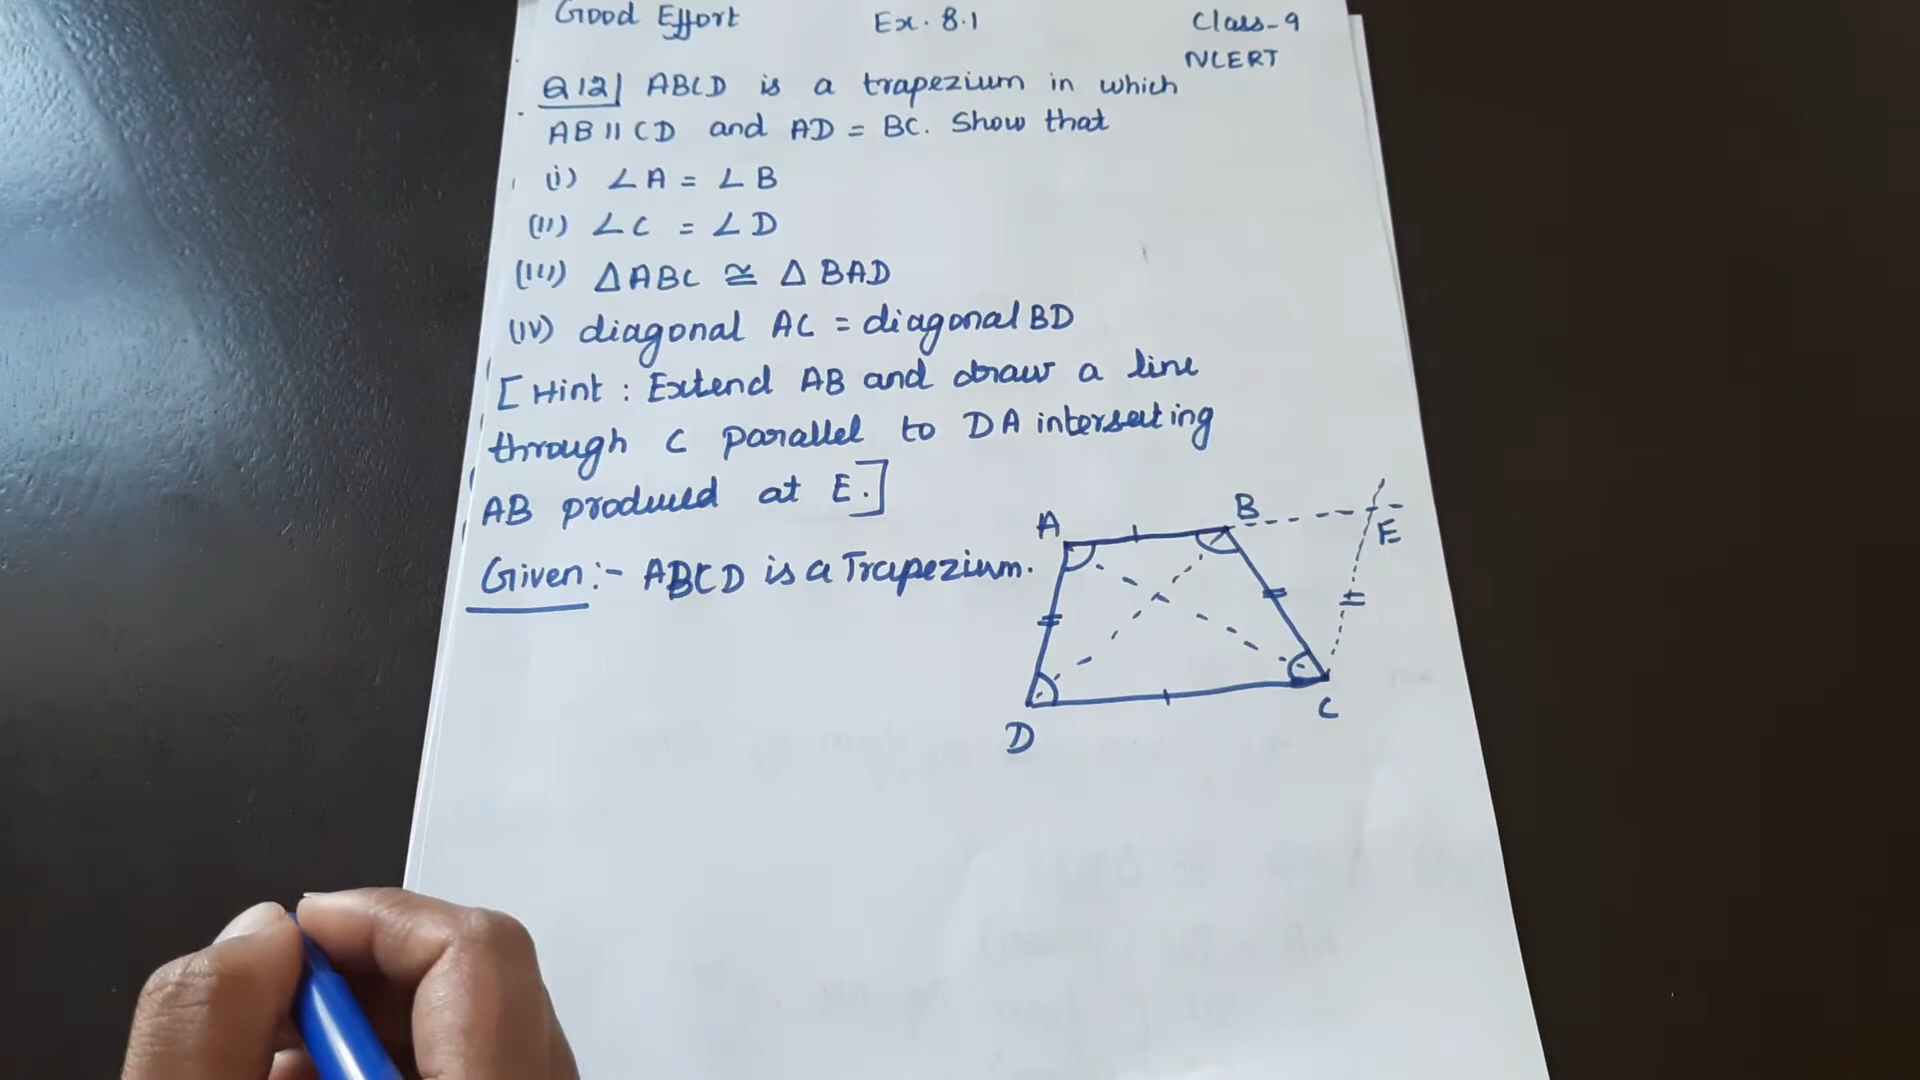 Good Effort Ex. 8.1 Class-9
NCERT
Q12| ABCD is a trapezium in which
AB || CD and AD = BC. Show that
(i) ∠A = ∠B
(ii) ∠C = ∠D
(iii) △ABC ≅ △BAD
(iv) diagonal AC = diagonal BD
[Hint : Extend AB and draw a line
through C parallel to DA intersecting
AB produced at E.]
Given :- ABCD is a Trapezium.
A B E
D C